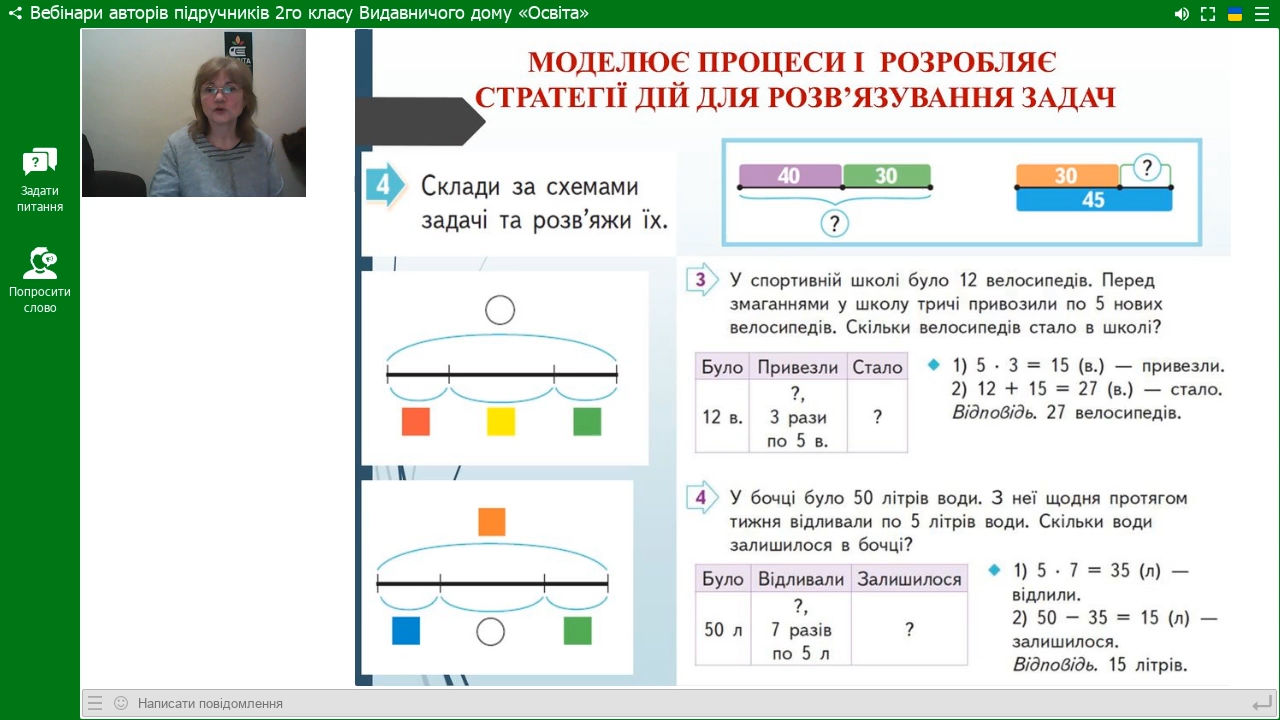 Вебінари авторів підручників 2го класу Видавничого дому «Освіта»
Задати
питання
Попросити
слово
МОДЕЛЮЄ ПРОЦЕСИ І РОЗРОБЛЯЄ
СТРАТЕГІЇ ДІЙ ДЛЯ РОЗВ’ЯЗУВАННЯ ЗАДАЧ
4
Склади за схемами
задачі та розв’яжи їх.
40 30
?
30 ?
45
3 У спортивній школі було 12 велосипедів. Перед
змаганнями у школу тричі привозили по 5 нових
велосипедів. Скільки велосипедів стало в школі?
Було Привезли Стало
12 в. ?,
3 рази
по 5 в. ?
1) 5 · 3 = 15 (в.) — привезли.
2) 12 + 15 = 27 (в.) — стало.
Відповідь. 27 велосипедів.
4 У бочці було 50 літрів води. З неї щодня протягом
тижня відливали по 5 літрів води. Скільки води
залишилося в бочці?
Було Відливали Залишилося
50 л ?,
7 разів
по 5 л ?
1) 5 · 7 = 35 (л) —
відлили.
2) 50 − 35 = 15 (л) —
залишилося.
Відповідь. 15 літрів.
Написати повідомлення